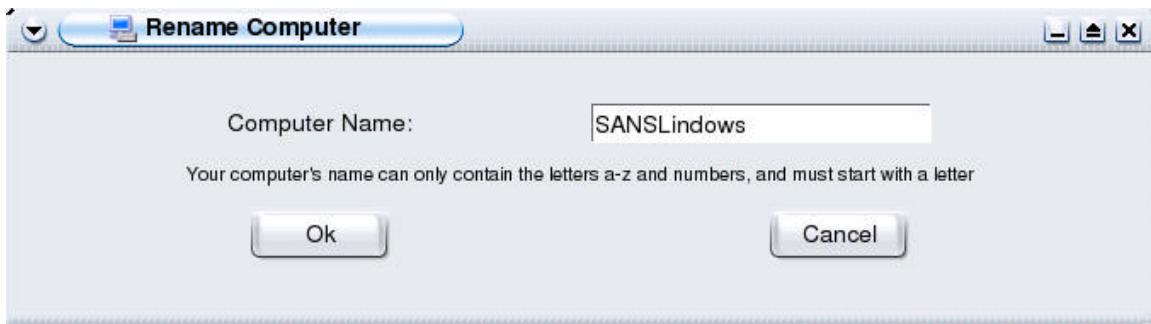 Rename Computer
Computer Name: SANSLindows
Your computer's name can only contain the letters a-z and numbers, and must start with a letter
Ok Cancel